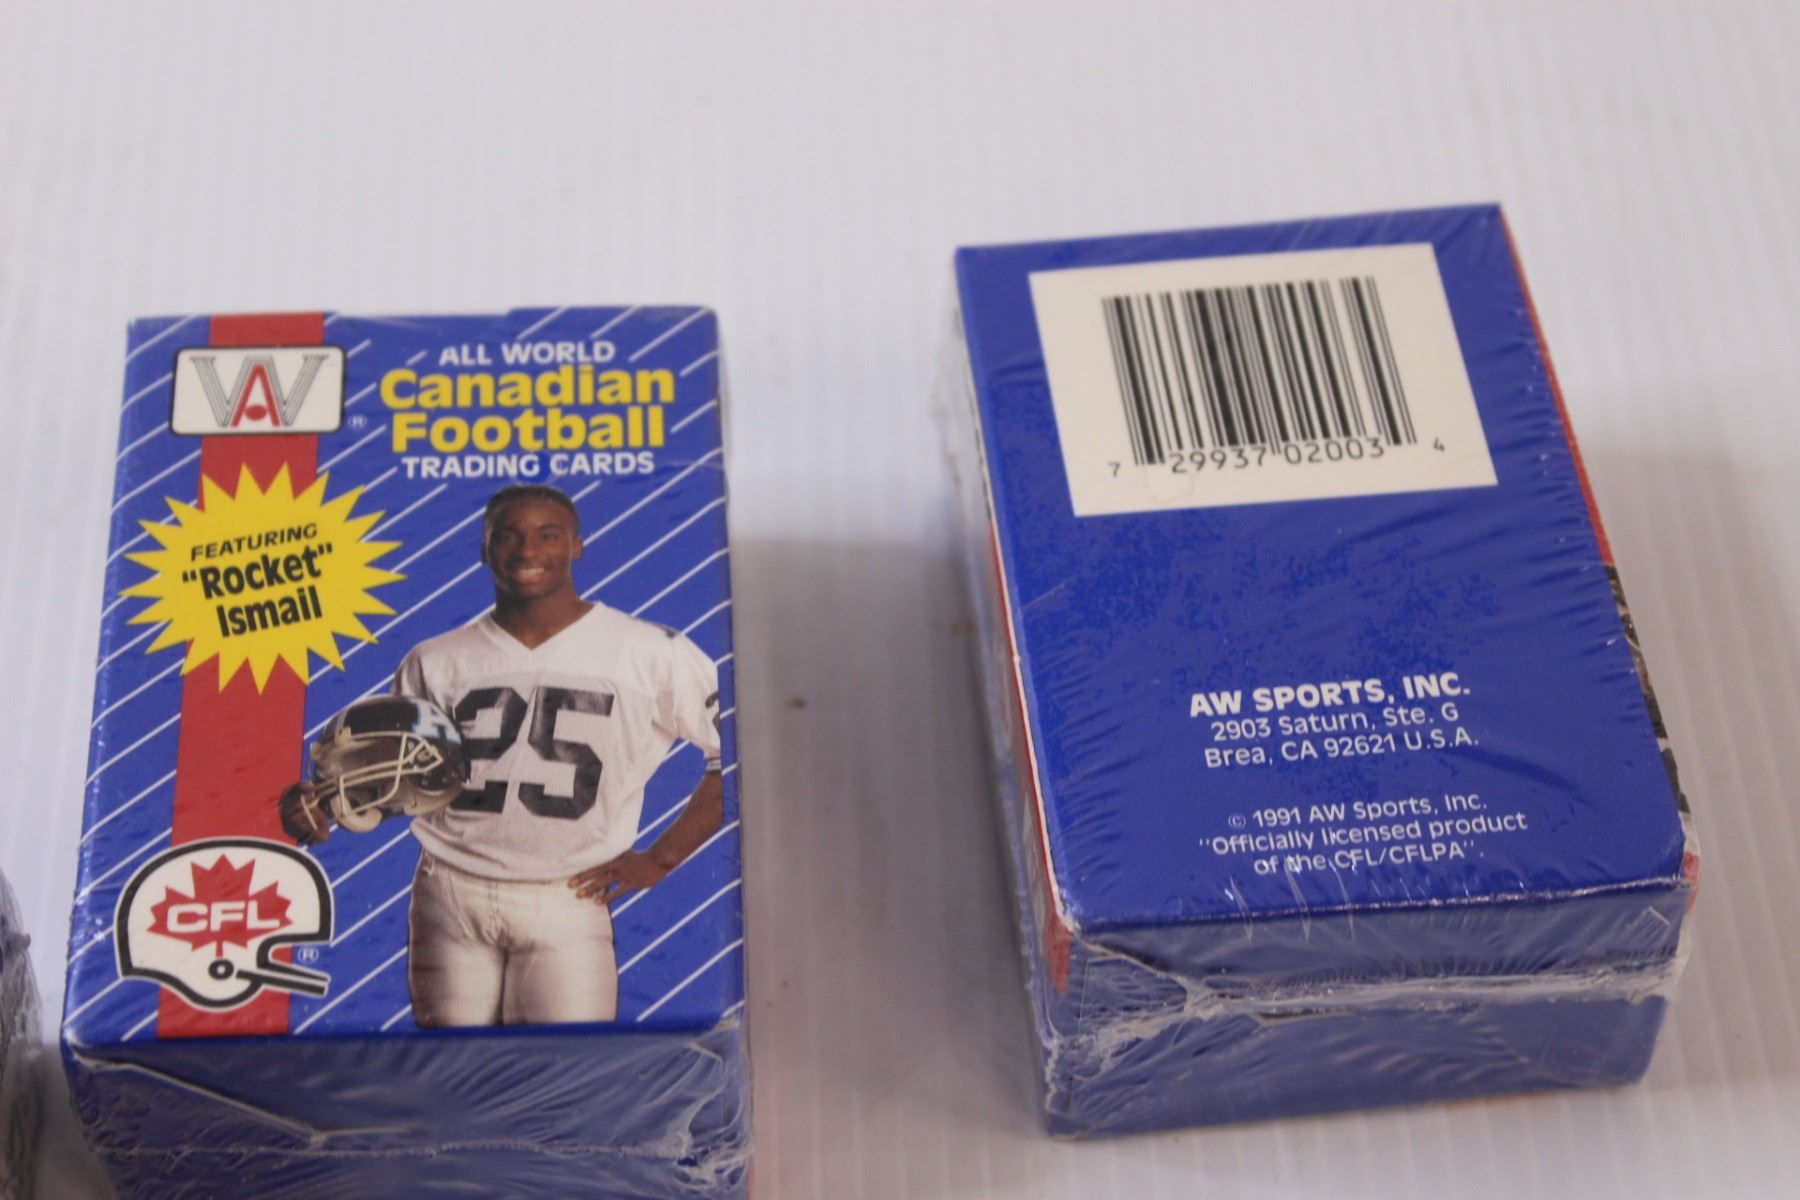 AW
®
ALL WORLD
Canadian
Football
TRADING CARDS
FEATURING
"Rocket"
Ismail
25
CFL
®
7 29937 02003 4
AW SPORTS, INC.
2903 Saturn, Ste. G
Brea, CA 92621 U.S.A.
© 1991 AW Sports, Inc.
"Officially licensed product
of the CFL/CFLPA".